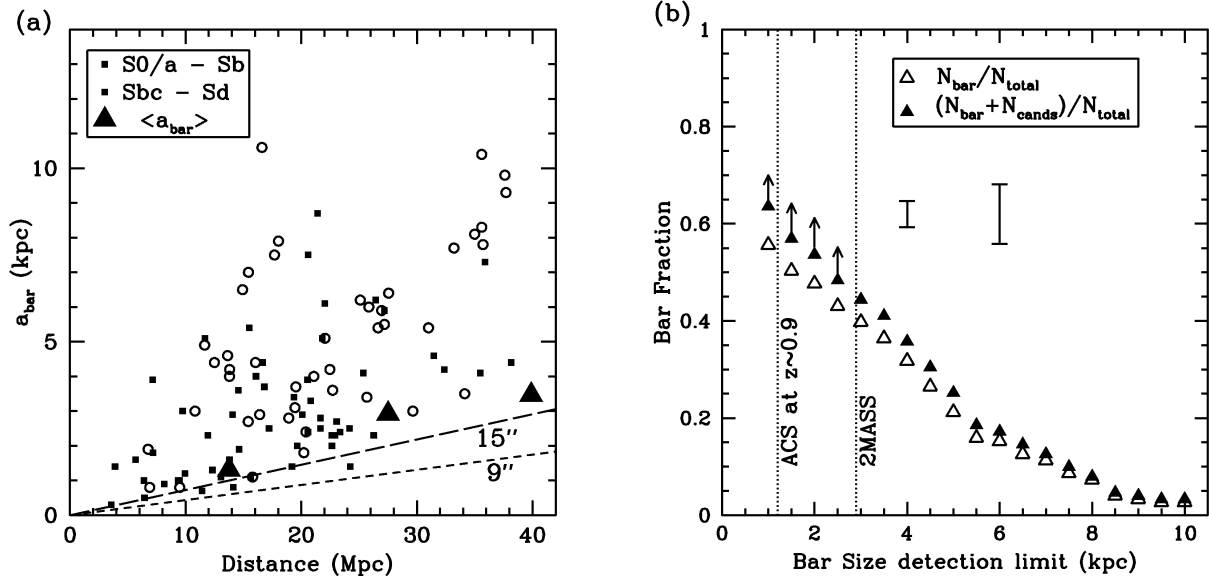 (a)
S0/a − Sb
Sbc − Sd
<a_bar>
a_bar (kpc)
0
5
10
15″
9″
0
10
20
30
40
Distance (Mpc)
(b)
N_bar/N_total
(N_bar+N_cands)/N_total
Bar Fraction
1
0.8
0.6
0.4
0.2
0
ACS at z~0.9
2MASS
0
2
4
6
8
10
Bar Size detection limit (kpc)